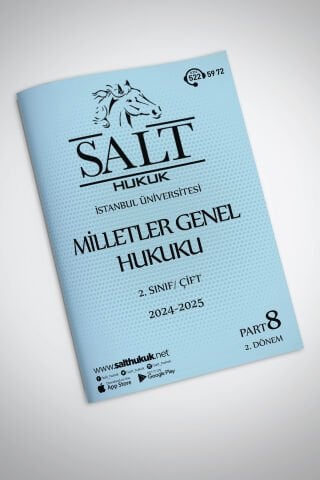 522 59 72
SALT
HUKUK
İSTANBUL ÜNİVERSİTESİ
MİLLETLER GENEL
HUKUKU
2. SINIF/ ÇİFT
2024-2025
PART 8
2. DÖNEM
www.salthukuk.net
App Store
Google Play